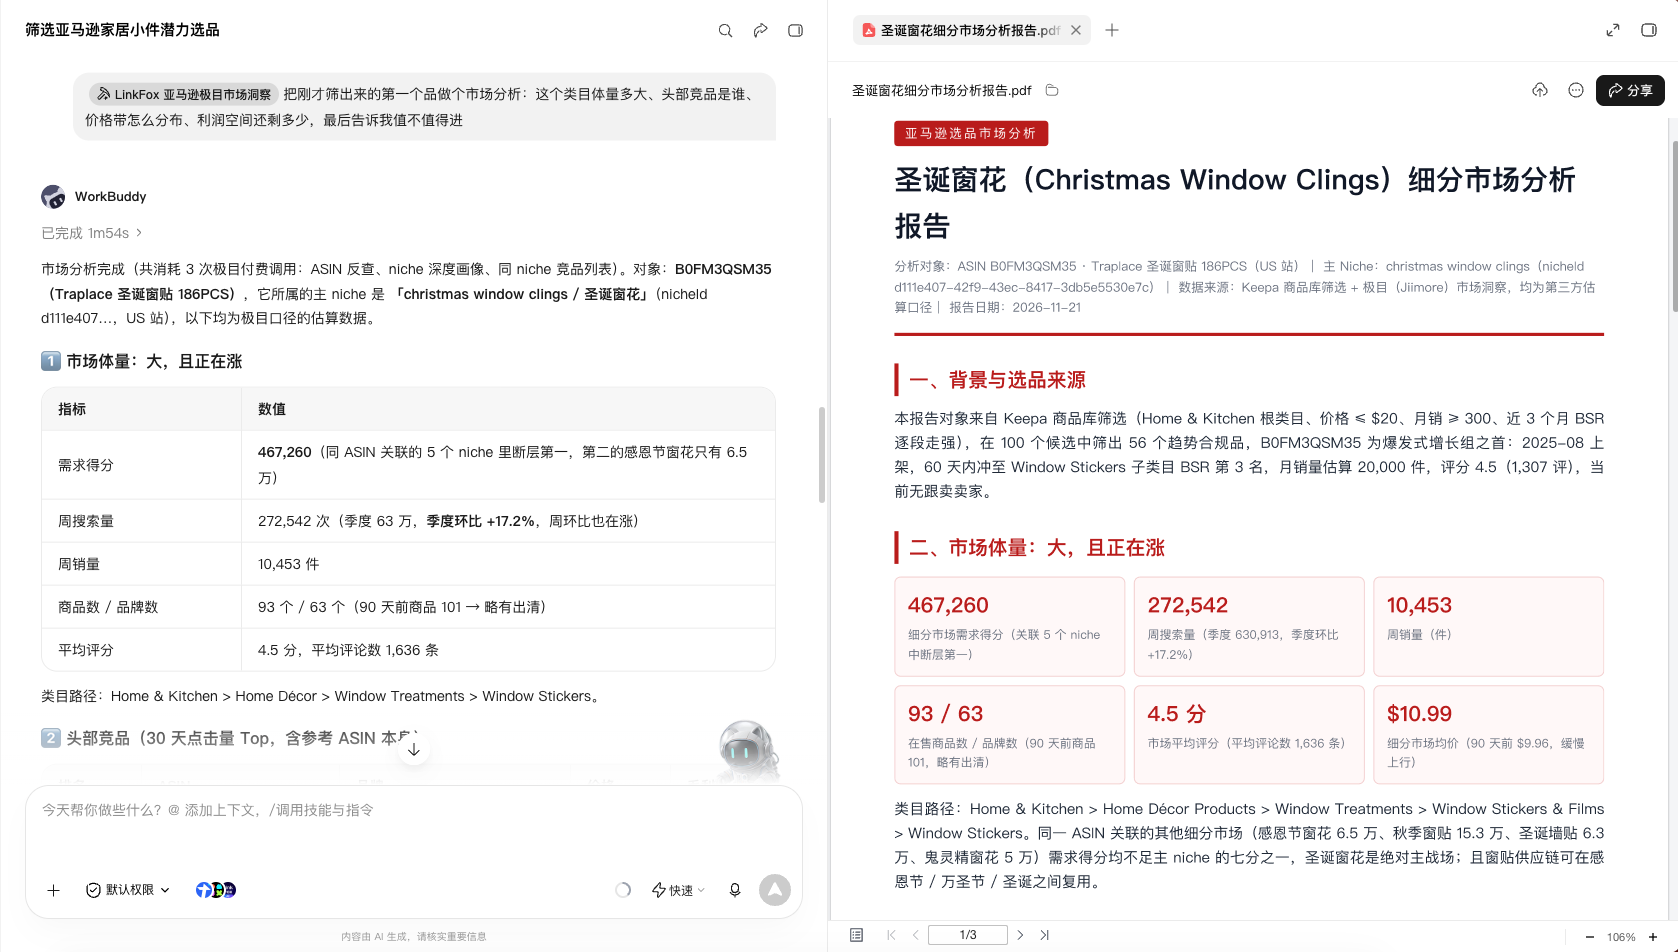 筛选亚马逊家居小件潜力选品
LinkFox 亚马逊极目市场洞察 把刚才筛出来的第一个品做个市场分析：这个类目体量多大、头部竞品是谁、
价格带怎么分布、利润空间还剩多少，最后告诉我值不值得进
WorkBuddy
已完成 1m54s
市场分析完成（共消耗 3 次极目付费调用：ASIN 反查、niche 深度画像、同 niche 竞品列表）。对象：B0FM3QSM35
（Traplace 圣诞窗贴 186PCS），它所属的主 niche 是 「christmas window clings / 圣诞窗花」(nicheId
d111e407...，US 站)，以下均为极目口径的估算数据。
1 市场体量：大，且正在涨
指标 数值
需求得分 467,260（同 ASIN 关联的 5 个 niche 里断层第一，第二的感恩节窗花只有 6.5
万）
周搜索量 272,542 次（季度 63 万，季度环比 +17.2%，周环比也在涨）
周销量 10,453 件
商品数 / 品牌数 93 个 / 63 个（90 天前商品 101 → 略有出清）
平均评分 4.5 分，平均评论数 1,636 条
类目路径：Home & Kitchen > Home Décor > Window Treatments > Window Stickers。
2 头部竞品（30 天点击量 Top，含参考 ASIN 本身）
今天帮你做些什么？@ 添加上下文，/调用技能与指令
默认权限
快速
内容由 AI 生成，请核实重要信息
圣诞窗花细分市场分析报告.pdf
圣诞窗花细分市场分析报告.pdf
分享
亚马逊选品市场分析
圣诞窗花（Christmas Window Clings）细分市场分析
报告
分析对象：ASIN B0FM3QSM35 · Traplace 圣诞窗贴 186PCS（US 站） | 主 Niche：christmas window clings（nicheId
d111e407-42f9-43ec-8417-3db5e5530e7c） | 数据来源：Keepa 商品库筛选 + 极目（Jiimore）市场洞察，均为第三方估
算口径 | 报告日期：2026-11-21
一、背景与选品来源
本报告对象来自 Keepa 商品库筛选（Home & Kitchen 根类目、价格 ≤ $20、月销 ≥ 300、近 3 个月 BSR
逐段走强），在 100 个候选中筛出 56 个趋势合规品，B0FM3QSM35 为爆发式增长组之首：2025-08 上
架，60 天内冲至 Window Stickers 子类目 BSR 第 3 名，月销量估算 20,000 件，评分 4.5（1,307 评），当
前无跟卖卖家。
二、市场体量：大，且正在涨
467,260
细分市场需求得分（关联 5 个 niche
中断层第一）
272,542
周搜索量（季度 630,913，季度环比
+17.2%）
10,453
周销量（件）
93 / 63
在售商品数 / 品牌数（90 天前商品
101，略有出清）
4.5 分
市场平均评分（平均评论数 1,636 条）
$10.99
细分市场均价（90 天前 $9.96，缓慢
上行）
类目路径：Home & Kitchen > Home Décor Products > Window Treatments > Window Stickers & Films
> Window Stickers。同一 ASIN 关联的其他细分市场（感恩节窗花 6.5 万、秋季窗贴 15.3 万、圣诞墙贴 6.3
万、鬼灵精窗花 5 万）需求得分均不足主 niche 的七分之一，圣诞窗花是绝对主战场；且窗贴供应链可在感
恩节 / 万圣节 / 圣诞之间复用。
1/3
106%